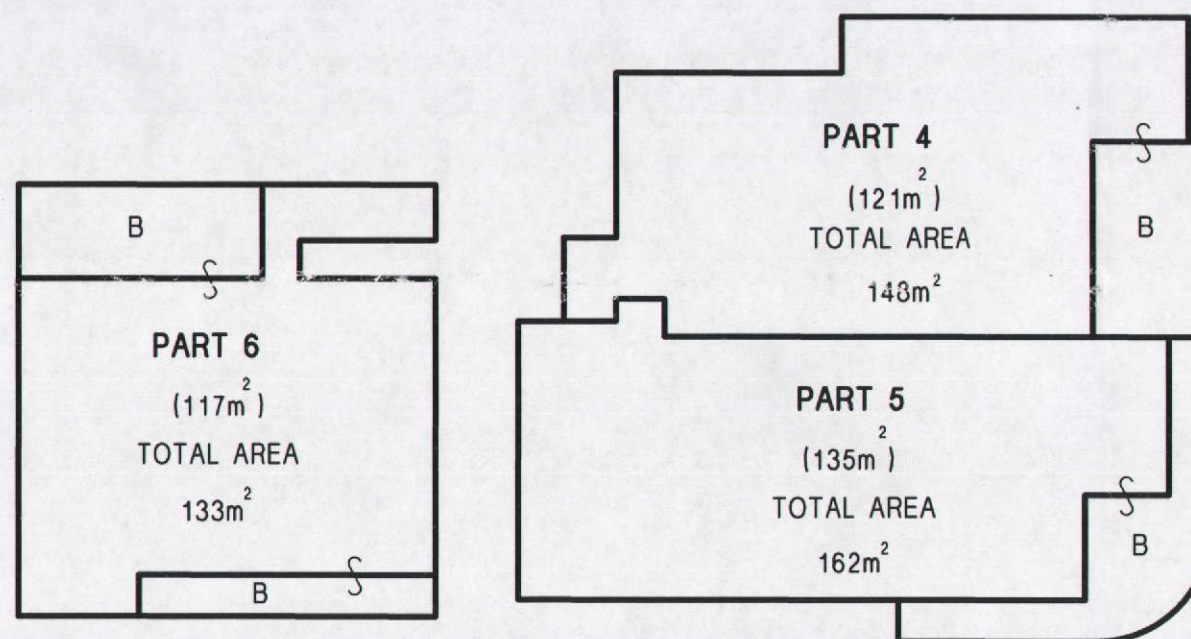 B
PART 6
(117m²)
TOTAL AREA
133m²
B
PART 4
(121m²)
TOTAL AREA
148m²
B
PART 5
(135m²)
TOTAL AREA
162m²
B